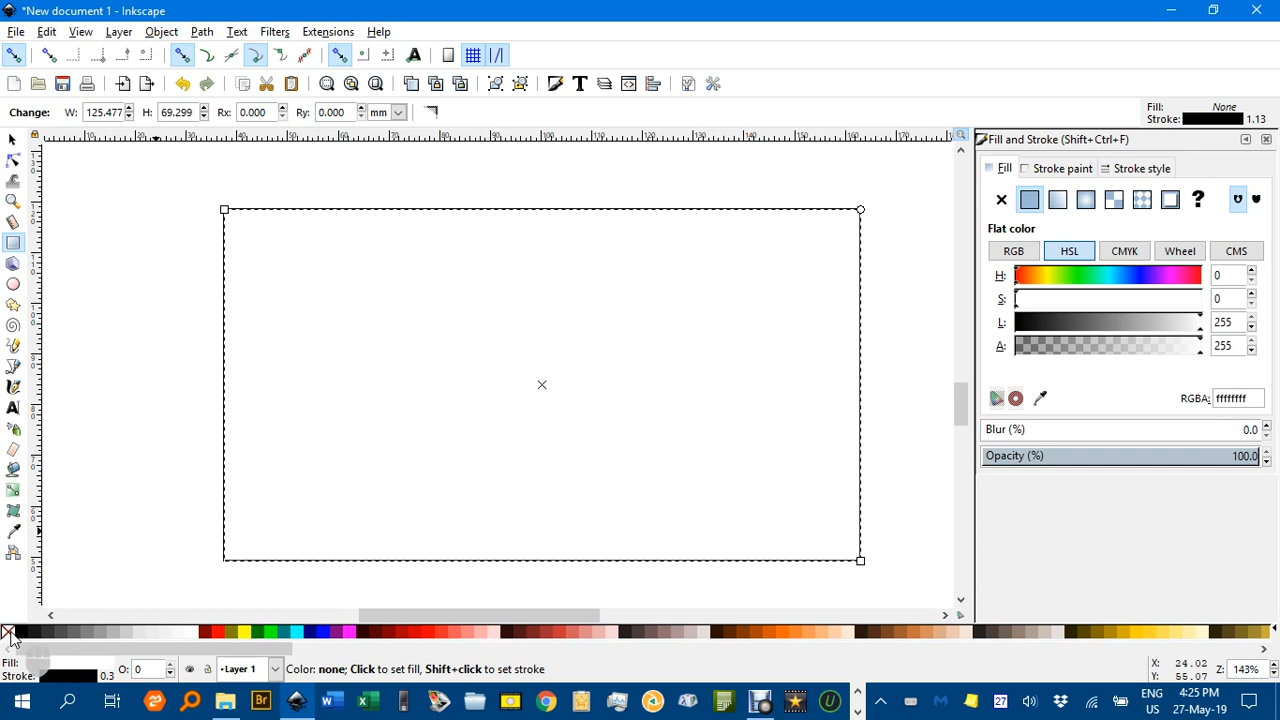 *New document 1 - Inkscape
File Edit View Layer Object Path Text Filters Extensions Help
Change: W: 125.477 H: 69.299 Rx: 0.000 Ry: 0.000 mm
Fill: None
Stroke: 1.13
Fill and Stroke (Shift+Ctrl+F)
Fill Stroke paint Stroke style
?
Flat color
RGB HSL CMYK Wheel CMS
H: 0
S: 0
L: 255
A: 255
RGBA: ffffffff
Blur (%) 0.0
Opacity (%) 100.0
Fill:
Stroke: 0.3
O: 0
Layer 1
Color: none; Click to set fill, Shift+click to set stroke
X: 24.02
Y: 55.07
Z: 143%
Br
ENG
US
27
4:25 PM
27-May-19